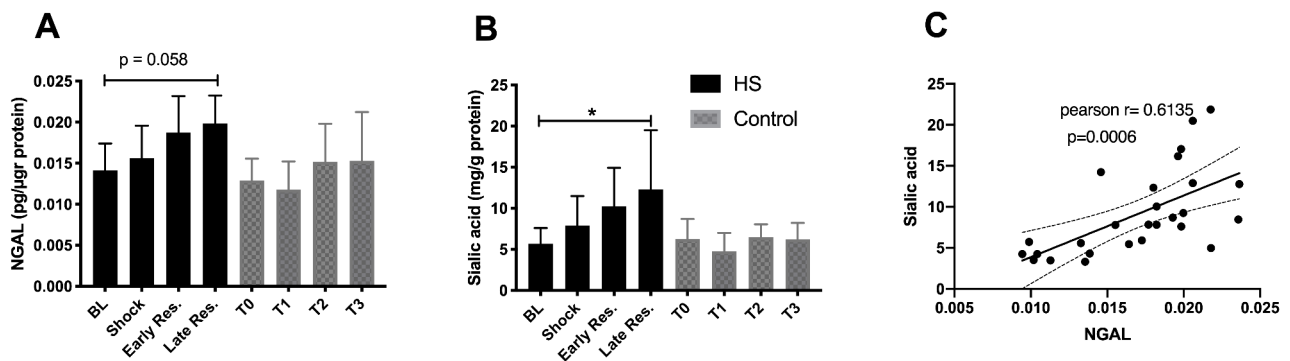 A
p = 0.058
NGAL (pg/µgr protein)
0.025
0.020
0.015
0.010
0.005
0.000
BL
Shock
Early Res.
Late Res.
T0
T1
T2
T3
B
HS
Control
*
Sialic acid (mg/g protein)
25
20
15
10
5
0
BL
Shock
Early Res.
Late Res.
T0
T1
T2
T3
C
pearson r= 0.6135
p=0.0006
Sialic acid
25
20
15
10
5
0
0.005
0.010
0.015
0.020
0.025
NGAL